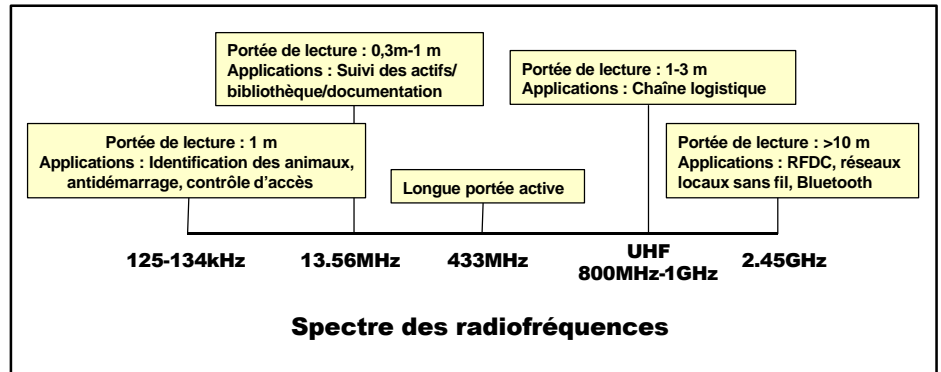 Portée de lecture : 0,3m-1 m
Applications : Suivi des actifs/
bibliothèque/documentation
Portée de lecture : 1-3 m
Applications : Chaîne logistique
Portée de lecture : 1 m
Applications : Identification des animaux,
antidémarrage, contrôle d'accès
Longue portée active
Portée de lecture : >10 m
Applications : RFDC, réseaux
locaux sans fil, Bluetooth
125-134kHz
13.56MHz
433MHz
UHF
800MHz-1GHz
2.45GHz
Spectre des radiofréquences